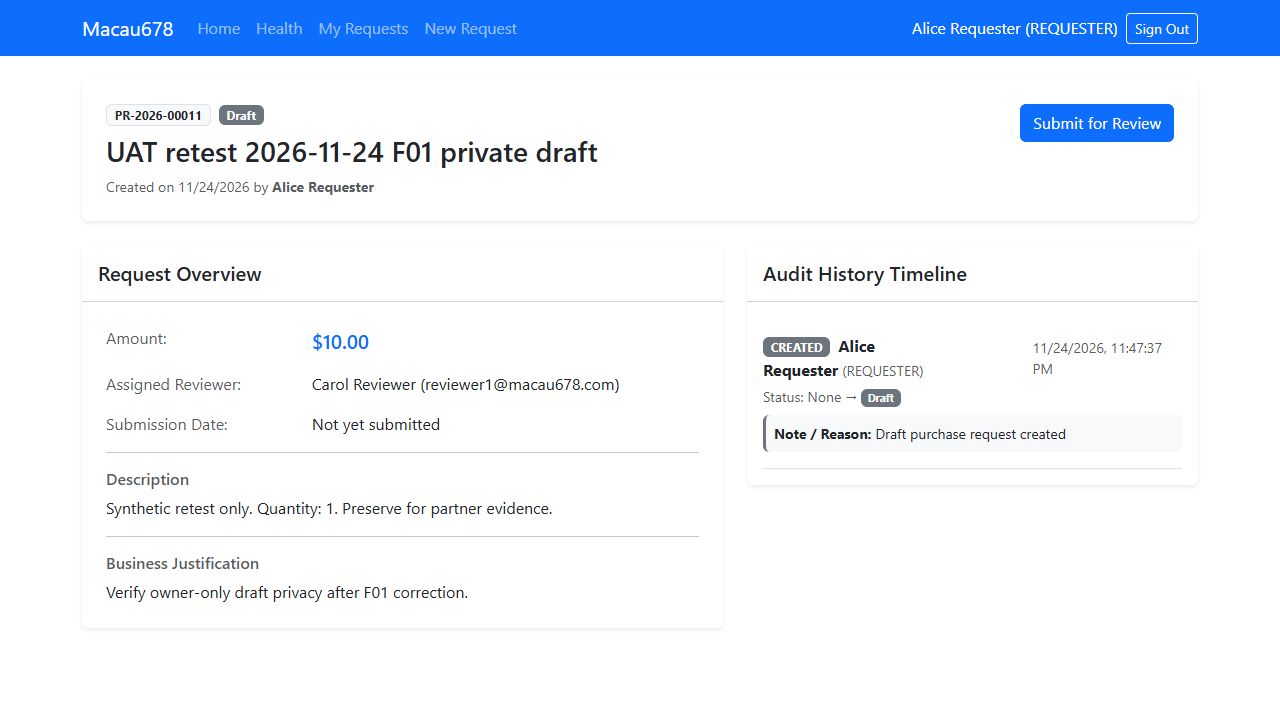 Macau678 Home Health My Requests New Request Alice Requester (REQUESTER) Sign Out
PR-2026-00011 Draft
Submit for Review
UAT retest 2026-11-24 F01 private draft
Created on 11/24/2026 by Alice Requester
Request Overview
Amount: $10.00
Assigned Reviewer: Carol Reviewer (reviewer1@macau678.com)
Submission Date: Not yet submitted
Description
Synthetic retest only. Quantity: 1. Preserve for partner evidence.
Business Justification
Verify owner-only draft privacy after F01 correction.
Audit History Timeline
CREATED Alice
Requester (REQUESTER)
11/24/2026, 11:47:37
PM
Status: None → Draft
Note / Reason: Draft purchase request created